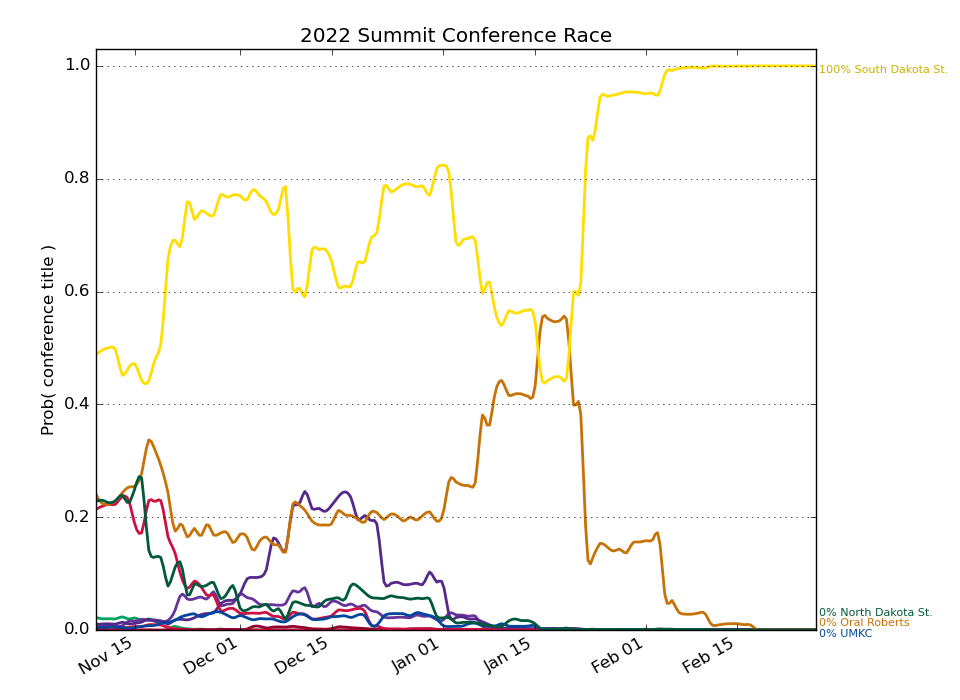 2022 Summit Conference Race
Prob( conference title )
1.0
0.8
0.6
0.4
0.2
0.0
100% South Dakota St.
0% North Dakota St.
0% Oral Roberts
0% UMKC
Nov 15
Dec 01
Dec 15
Jan 01
Jan 15
Feb 01
Feb 15